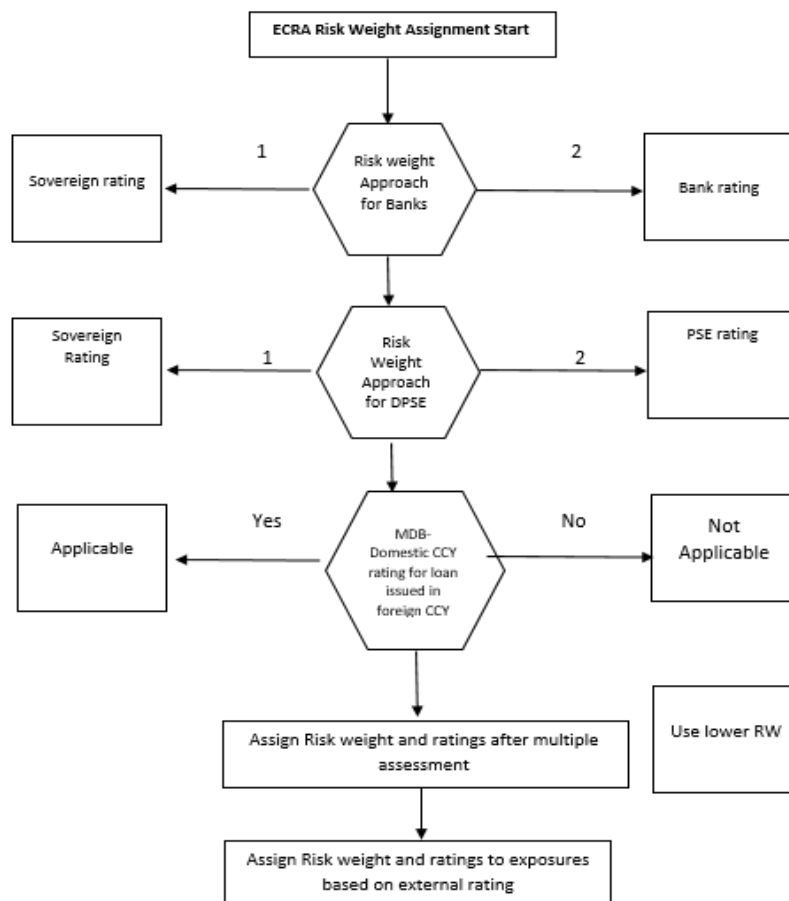 ECRA Risk Weight Assignment Start
1
2
Sovereign rating
Risk weight
Approach
for Banks
Bank rating
Sovereign
Rating
1
Risk
Weight
Approach
for DPSE
2
PSE rating
Yes
No
Applicable
MDB-
Domestic CCY
rating for loan
issued in
foreign CCY
Not
Applicable
Assign Risk weight and ratings after multiple
assessment
Use lower RW
Assign Risk weight and ratings to exposures
based on external rating